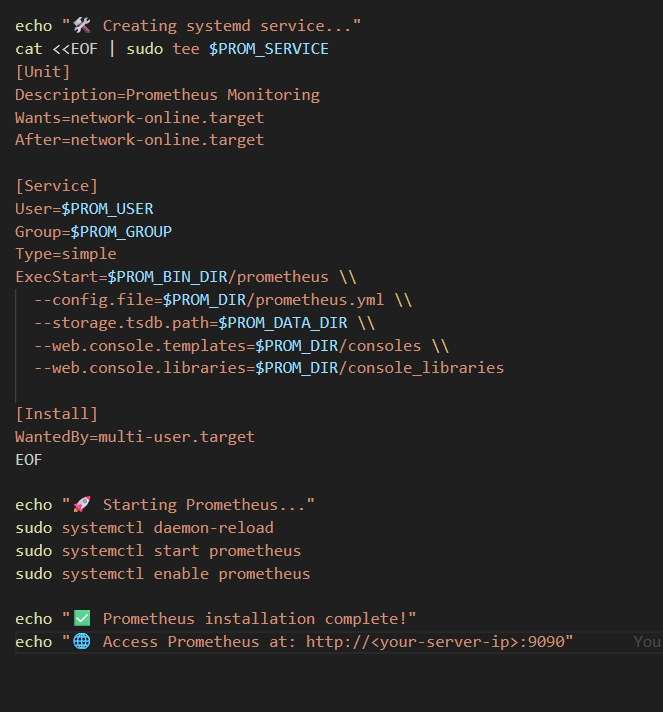 echo "🛠️ Creating systemd service..."
cat <<EOF | sudo tee $PROM_SERVICE
[Unit]
Description=Prometheus Monitoring
Wants=network-online.target
After=network-online.target

[Service]
User=$PROM_USER
Group=$PROM_GROUP
Type=simple
ExecStart=$PROM_BIN_DIR/prometheus \\
  --config.file=$PROM_DIR/prometheus.yml \\
  --storage.tsdb.path=$PROM_DATA_DIR \\
  --web.console.templates=$PROM_DIR/consoles \\
  --web.console.libraries=$PROM_DIR/console_libraries

[Install]
WantedBy=multi-user.target
EOF

echo "🚀 Starting Prometheus..."
sudo systemctl daemon-reload
sudo systemctl start prometheus
sudo systemctl enable prometheus

echo "✅ Prometheus installation complete!"
echo "🌐 Access Prometheus at: http://<your-server-ip>:9090" You